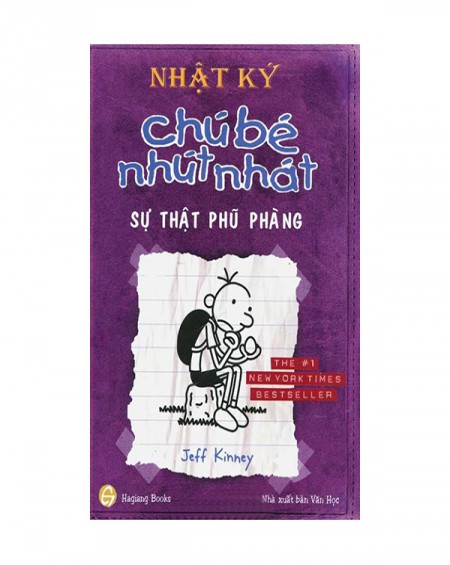 NHẬT KÝ
chú bé
nhút nhát
SỰ THẬT PHŨ PHÀNG
THE #1
NEW YORK TIMES
BESTSELLER
Jeff Kinney
Hagiang Books
Nhà xuất bản Văn Học